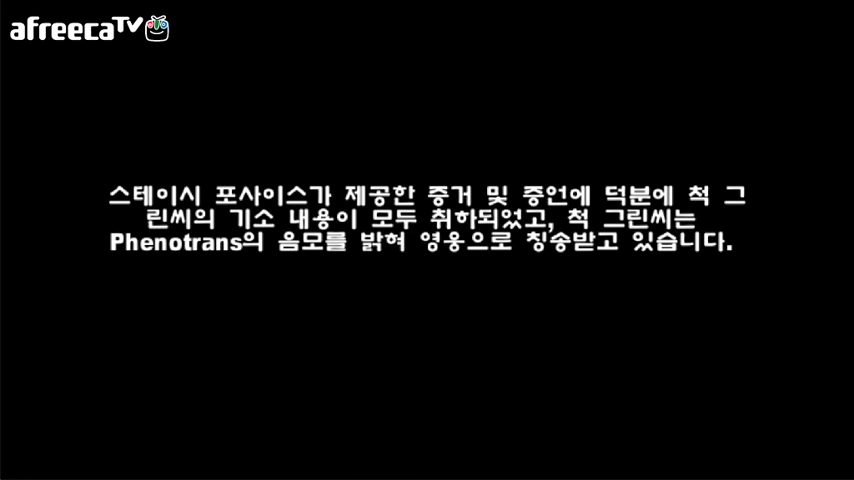 afreecaTV
스테이시 포사이스가 제공한 증거 및 증언에 덕분에 척 그
린씨의 기소 내용이 모두 취하되었고, 척 그린씨는
Phenotrans의 음모를 밝혀 영웅으로 칭송받고 있습니다.